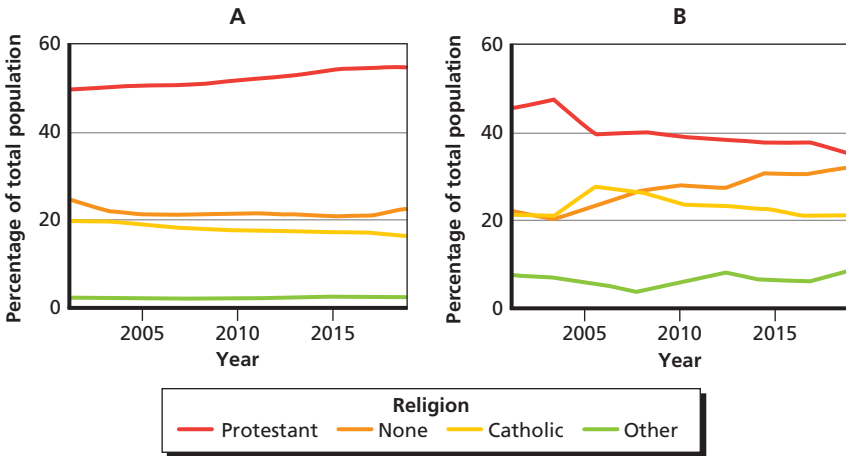 A
Percentage of total population
60
40
20
0
2005 2010 2015
Year
B
Percentage of total population
60
40
20
0
2005 2010 2015
Year
Religion
Protestant None Catholic Other